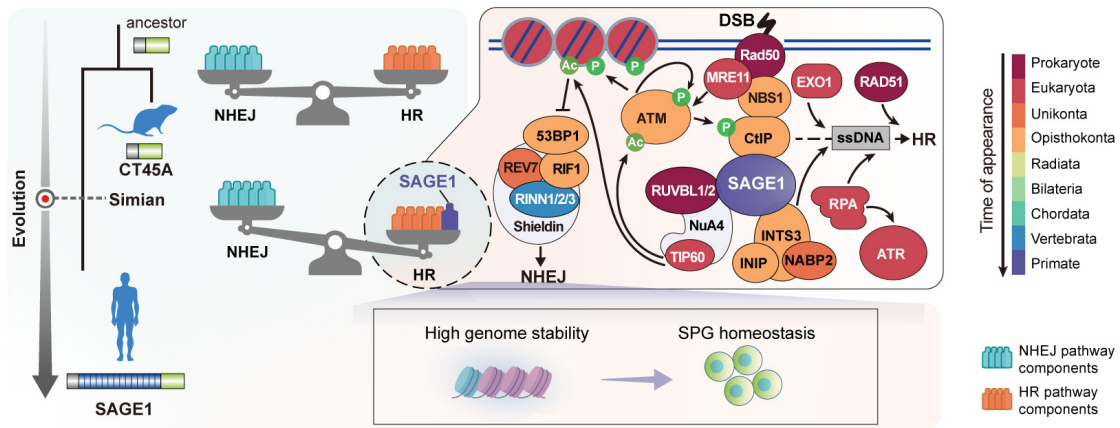 ancestor
CT45A
Evolution
Simian
SAGE1
NHEJ
HR
NHEJ
SAGE1
HR
DSB
Ac
P
P
Rad50
MRE11
NBS1
EXO1
RAD51
ATM
P
Ac
P
CtIP
ssDNA
HR
53BP1
REV7
RIF1
RINN1/2/3
Shieldin
NHEJ
RUVBL1/2
SAGE1
NuA4
TIP60
INTS3
INIP
NABP2
RPA
ATR
High genome stability
SPG homeostasis
Time of appearance
Prokaryote
Eukaryota
Unikonta
Opisthokonta
Radiata
Bilateria
Chordata
Vertebrata
Primate
NHEJ pathway
components
HR pathway
components